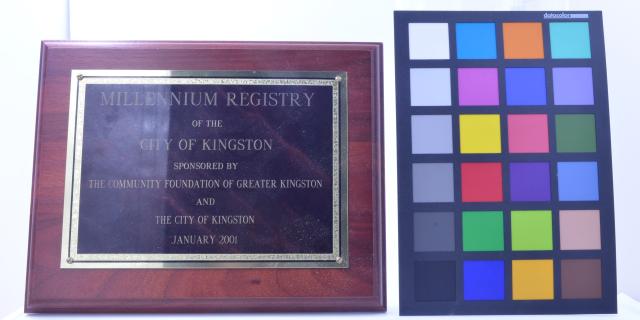 MILLENNIUM REGISTRY
OF THE
CITY OF KINGSTON
SPONSORED BY
THE COMMUNITY FOUNDATION OF GREATER KINGSTON
AND
THE CITY OF KINGSTON
JANUARY 2001
datacolor